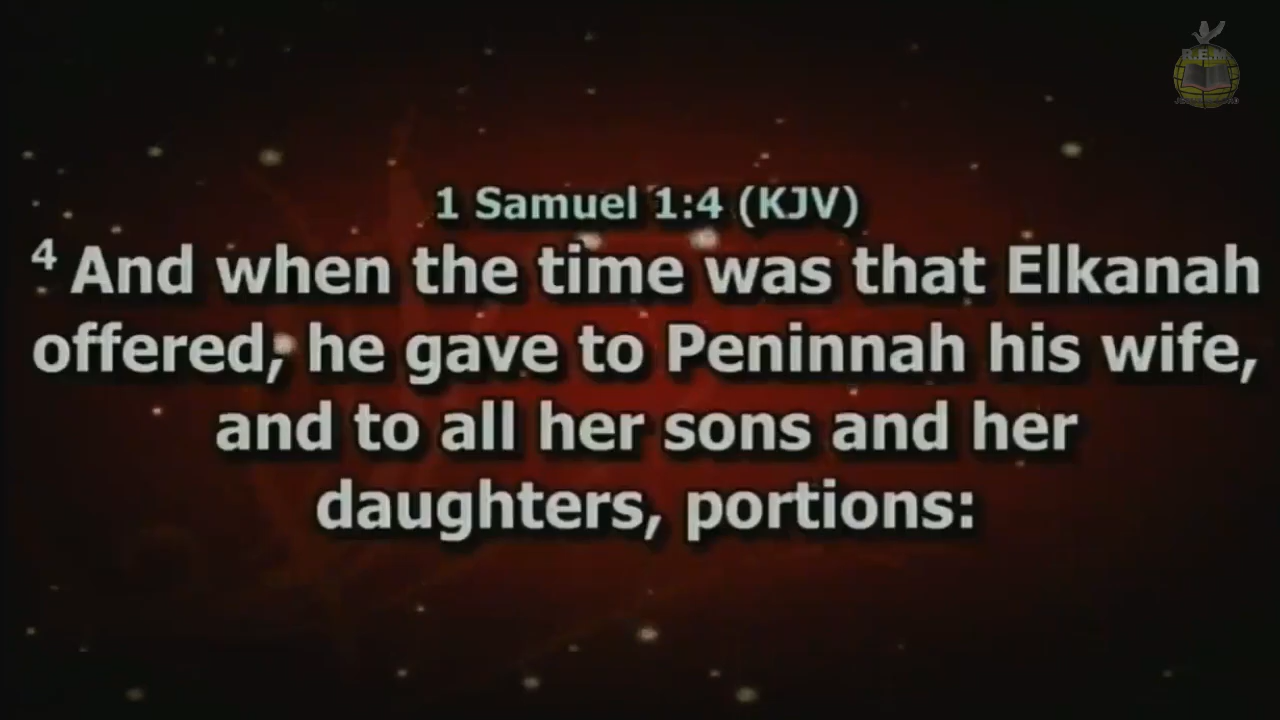 R.E.M
1 Samuel 1:4 (KJV)
4 And when the time was that Elkanah
offered, he gave to Peninnah his wife,
and to all her sons and her
daughters, portions: